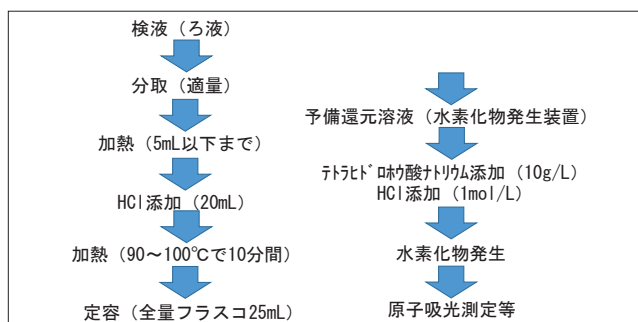 検液（ろ液）
分取（適量）
加熱（5mL以下まで）
HCl添加（20mL）
加熱（90～100℃で10分間）
定容（全量フラスコ25mL）
予備還元溶液（水素化物発生装置）
ﾃﾄﾗﾋﾄﾞﾛﾎｳ酸ﾅﾄﾘｳﾑ添加（10g/L）
HCl添加（1mol/L）
水素化物発生
原子吸光測定等